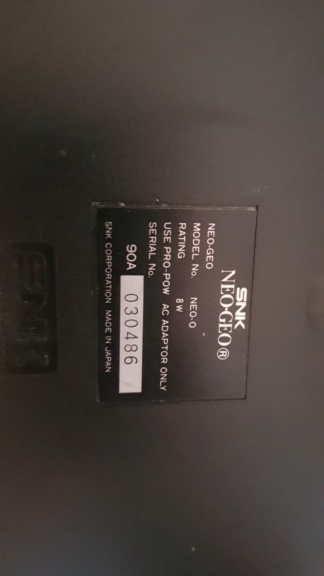 SNK
NEO·GEO®
NEO-GEO
MODEL No. NEO-O
RATING 8W
USE PRO-POW AC ADAPTOR ONLY
SERIAL No.
90A 030486
SNK CORPORATION MADE IN JAPAN
SNK